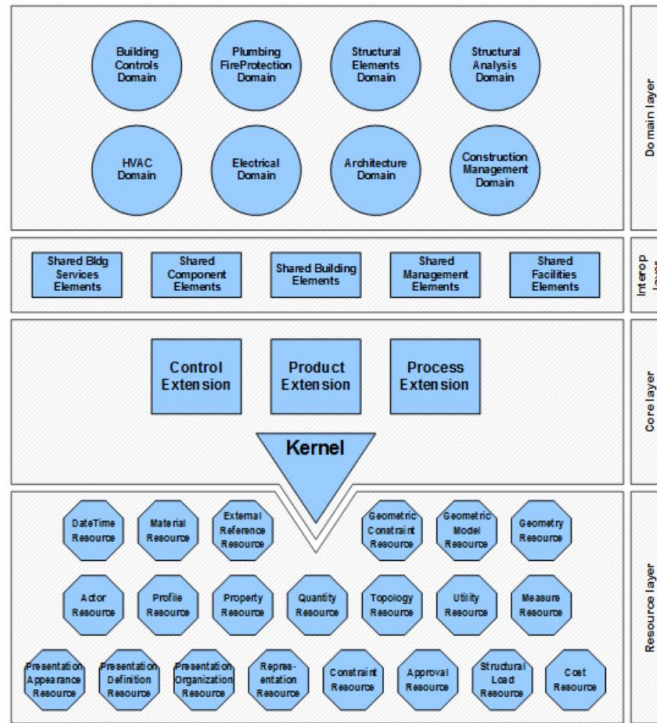 Building
Controls
Domain
Plumbing
FireProtection
Domain
Structural
Elements
Domain
Structural
Analysis
Domain
HVAC
Domain
Electrical
Domain
Architecture
Domain
Construction
Management
Domain
Domain layer
Shared Bldg
Services
Elements
Shared
Component
Elements
Shared Building
Elements
Shared
Management
Elements
Shared
Facilities
Elements
Interop
layer
Control
Extension
Product
Extension
Process
Extension
Kernel
Core layer
DateTime
Resource
Material
Resource
External
Reference
Resource
Geometric
Constraint
Resource
Geometric
Model
Resource
Geometry
Resource
Actor
Resource
Profile
Resource
Property
Resource
Quantity
Resource
Topology
Resource
Utility
Resource
Measure
Resource
Presentation
Appearance
Resource
Presentation
Definition
Resource
Presentation
Organization
Resource
Repre-
sentation
Resource
Constraint
Resource
Approval
Resource
Structural
Load
Resource
Cost
Resource
Resource layer